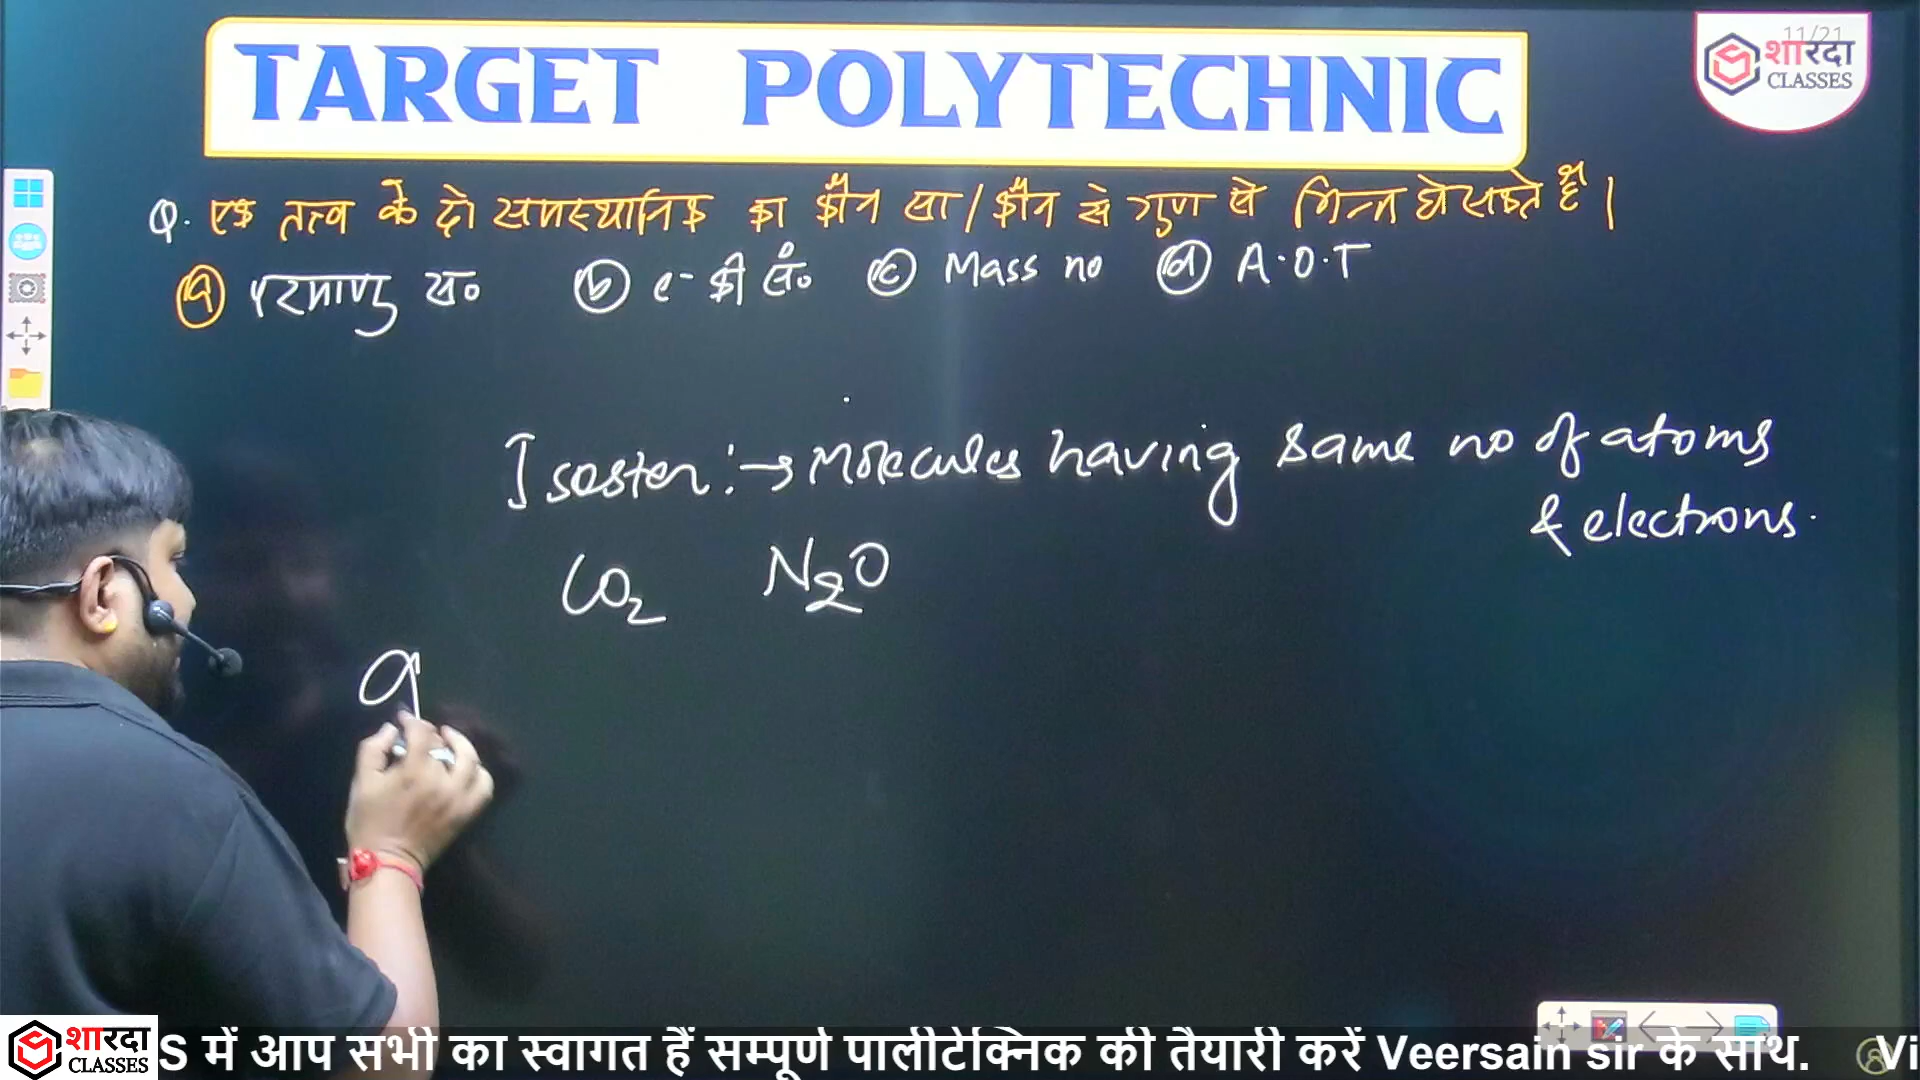 11/21
शारदा
CLASSES
TARGET POLYTECHNIC
Q. एक तत्व के दो समस्थानिक का कौन सा / कौन से गुण से भिन्न हो सकते हैं |
(a) परमाणु सं० (b) e- की सं० (c) Mass no (d) A.O.T
Isoster :→ Molecules having same no of atoms
& electrons.
CO2 N2O
शारदा
CLASSES
S में आप सभी का स्वागत हैं सम्पूर्ण पालीटेक्निक की तैयारी करें Veersain sir के साथ. Vi